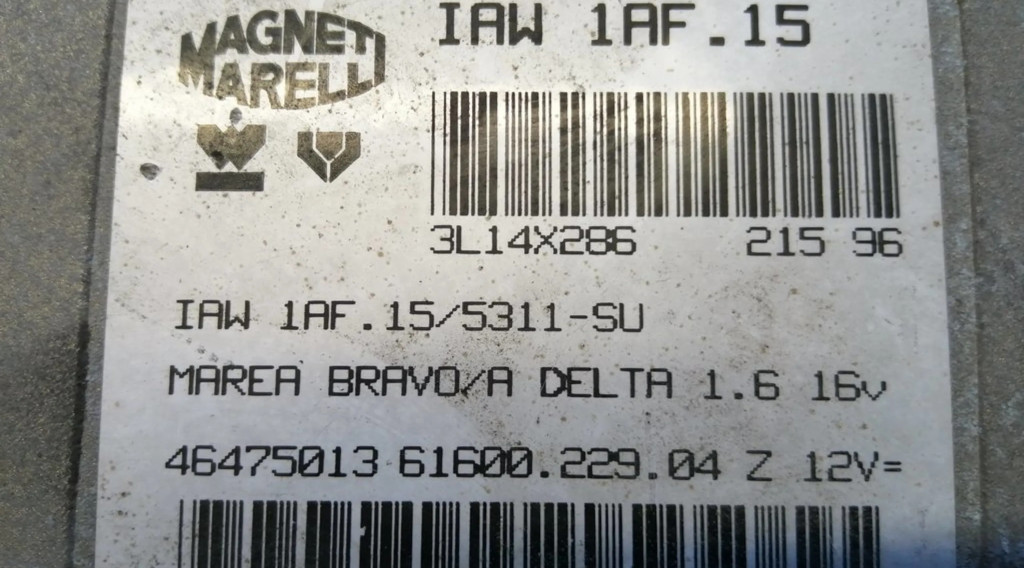 MAGNETI
MARELLI
IAW 1AF.15
3L14X286 215 96
IAW 1AF.15/5311-SU
MAREA BRAVO/A DELTA 1.6 16v
46475013 61600.229.04 Z 12V=